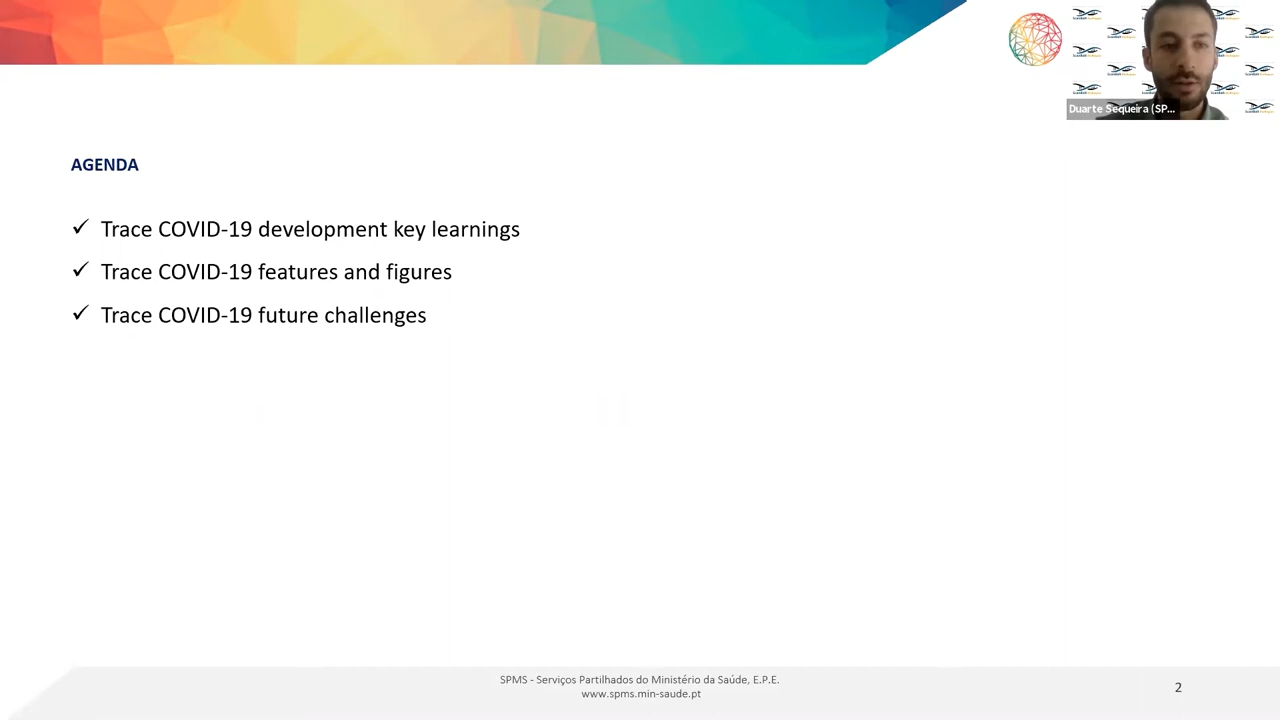 Duarte Sequeira (SP...
AGENDA
✓ Trace COVID-19 development key learnings
✓ Trace COVID-19 features and figures
✓ Trace COVID-19 future challenges
SPMS - Serviços Partilhados do Ministério da Saúde, E.P.E.
www.spms.min-saude.pt
2